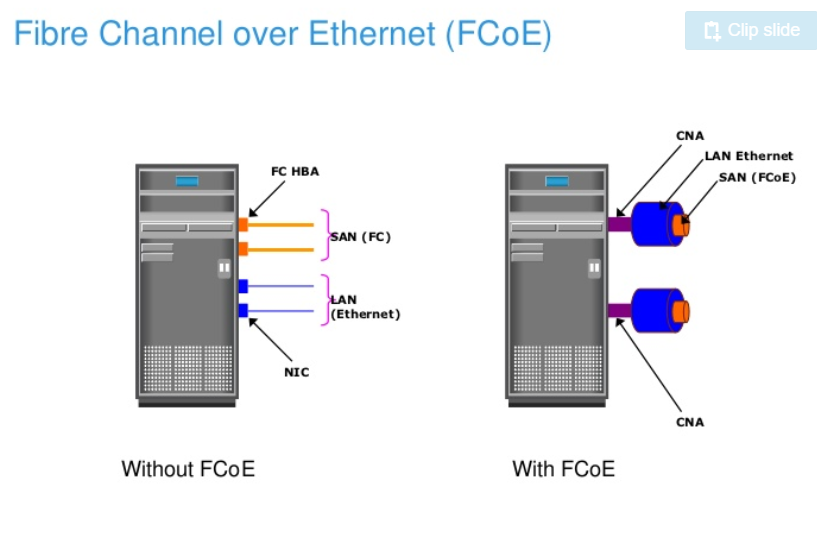 Fibre Channel over Ethernet (FCoE)
Clip slide
FC HBA
SAN (FC)
LAN
(Ethernet)
NIC
Without FCoE
CNA
LAN Ethernet
SAN (FCoE)
CNA
With FCoE